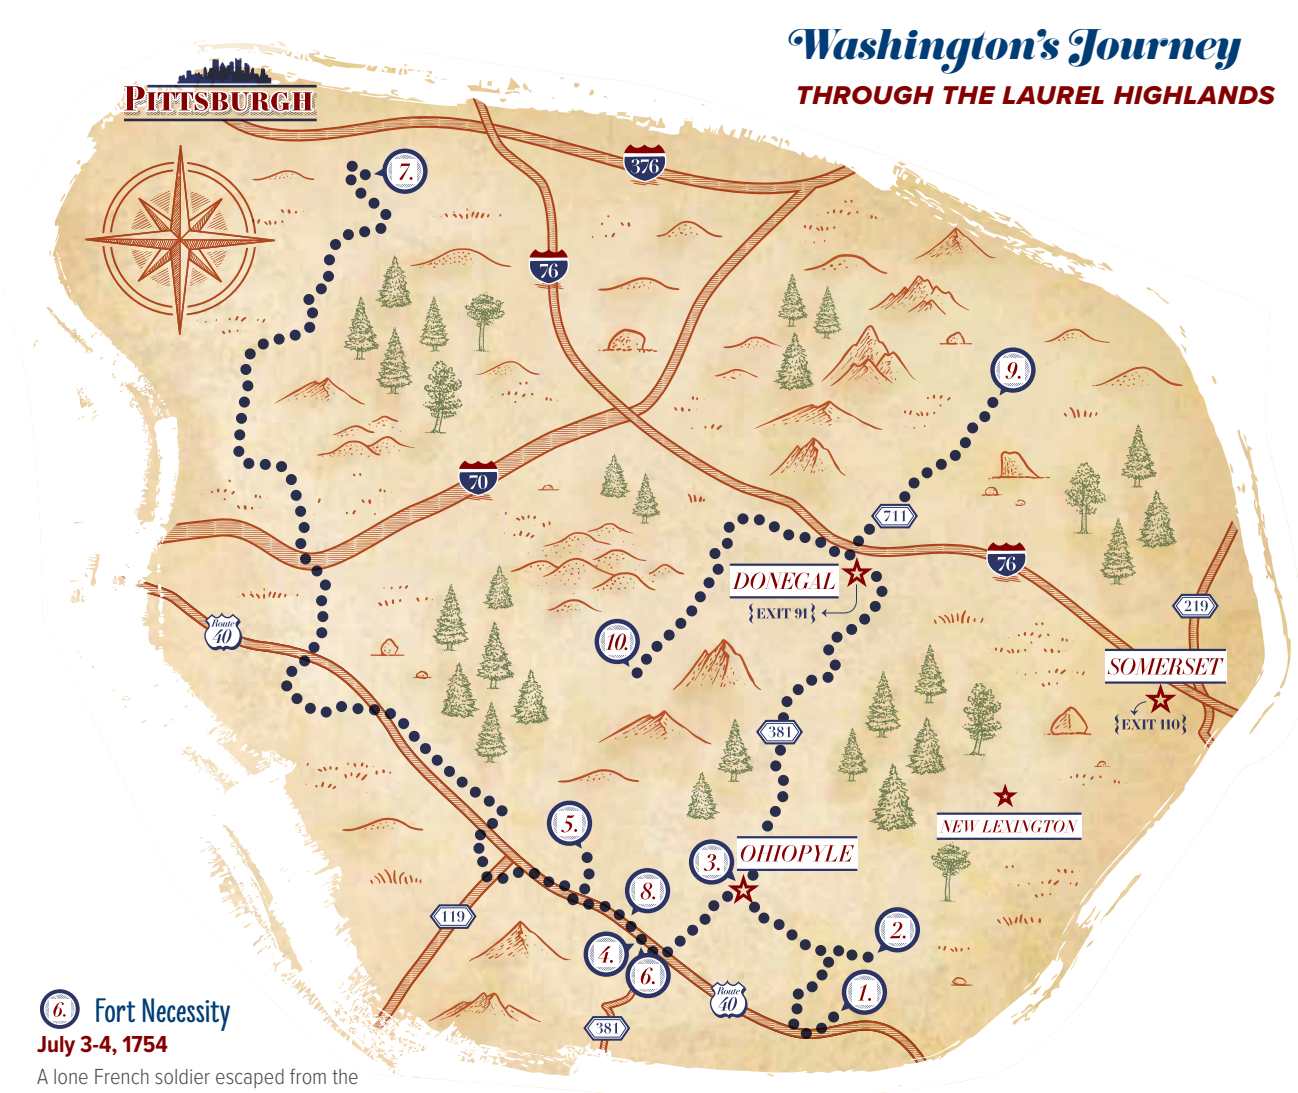 Washington's Journey
THROUGH THE LAUREL HIGHLANDS
PITTSBURGH
376
7.
76
9.
70
711
76
DONEGAL
EXIT 91
219
Route
40
10.
SOMERSET
EXIT 110
381
NEW LEXINGTON
5.
OHIOPYLE
3.
8.
119
2.
4.
6.
1.
Route
40
381
6. Fort Necessity
July 3-4, 1754
A lone French soldier escaped from the